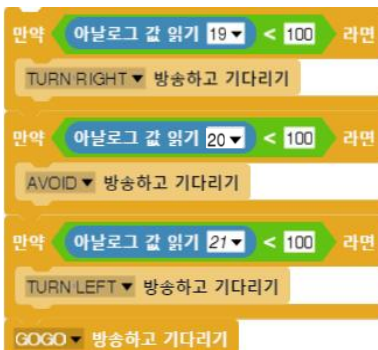 만약 아날로그 값 읽기 19 < 100 라면
TURN RIGHT 방송하고 기다리기
만약 아날로그 값 읽기 20 < 100 라면
AVOID 방송하고 기다리기
만약 아날로그 값 읽기 21 < 100 라면
TURN LEFT 방송하고 기다리기
GOGO 방송하고 기다리기